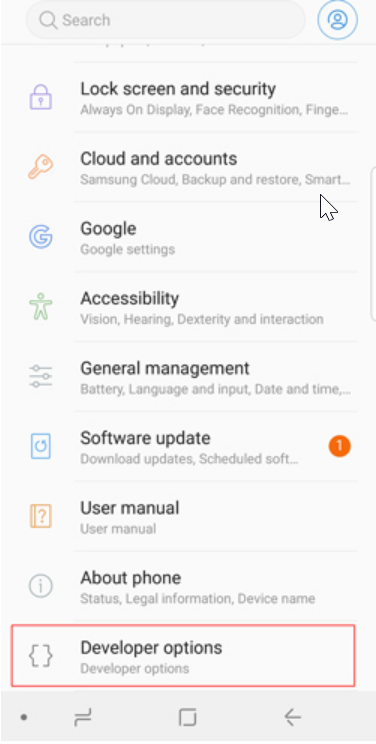 Search
Lock screen and security
Always On Display, Face Recognition, Finge...
Cloud and accounts
Samsung Cloud, Backup and restore, Smart...
Google
Google settings
Accessibility
Vision, Hearing, Dexterity and interaction
General management
Battery, Language and input, Date and time,...
Software update
1
Download updates, Scheduled soft...
User manual
User manual
About phone
Status, Legal information, Device name
Developer options
Developer options